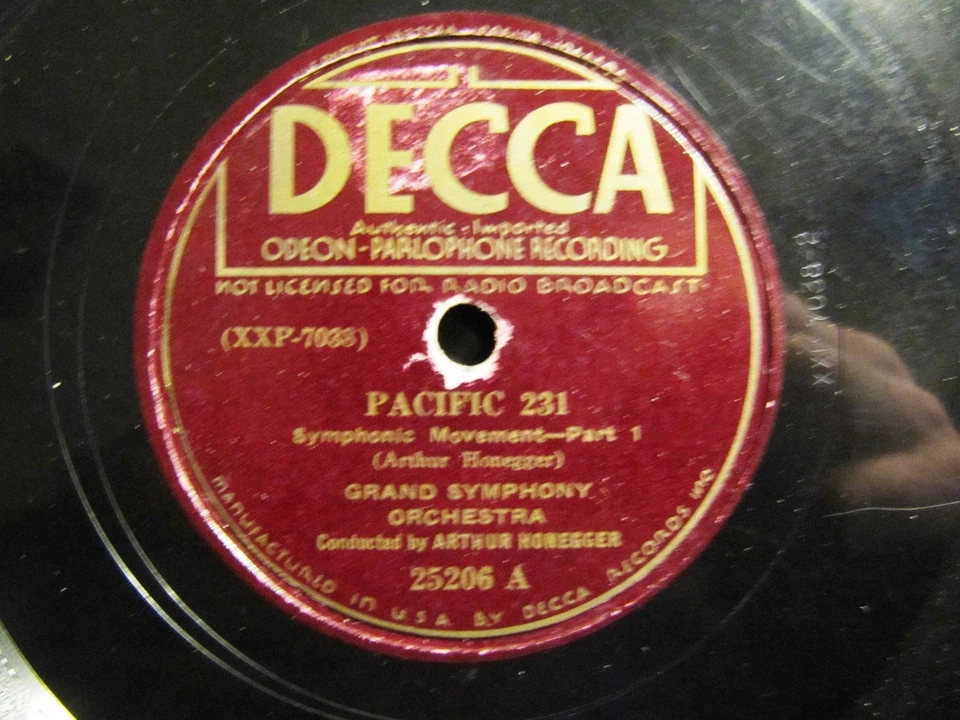 DECCA
Authentic - Imported
ODEON-PARLOPHONE RECORDING
NOT LICENSED FOR RADIO BROADCAST
(XXP-7038)
PACIFIC 231
Symphonic Movement—Part 1
(Arthur Honegger)
GRAND SYMPHONY
ORCHESTRA
Conducted by ARTHUR HONEGGER
25206 A
MANUFACTURED IN U.S.A BY DECCA RECORDS INC